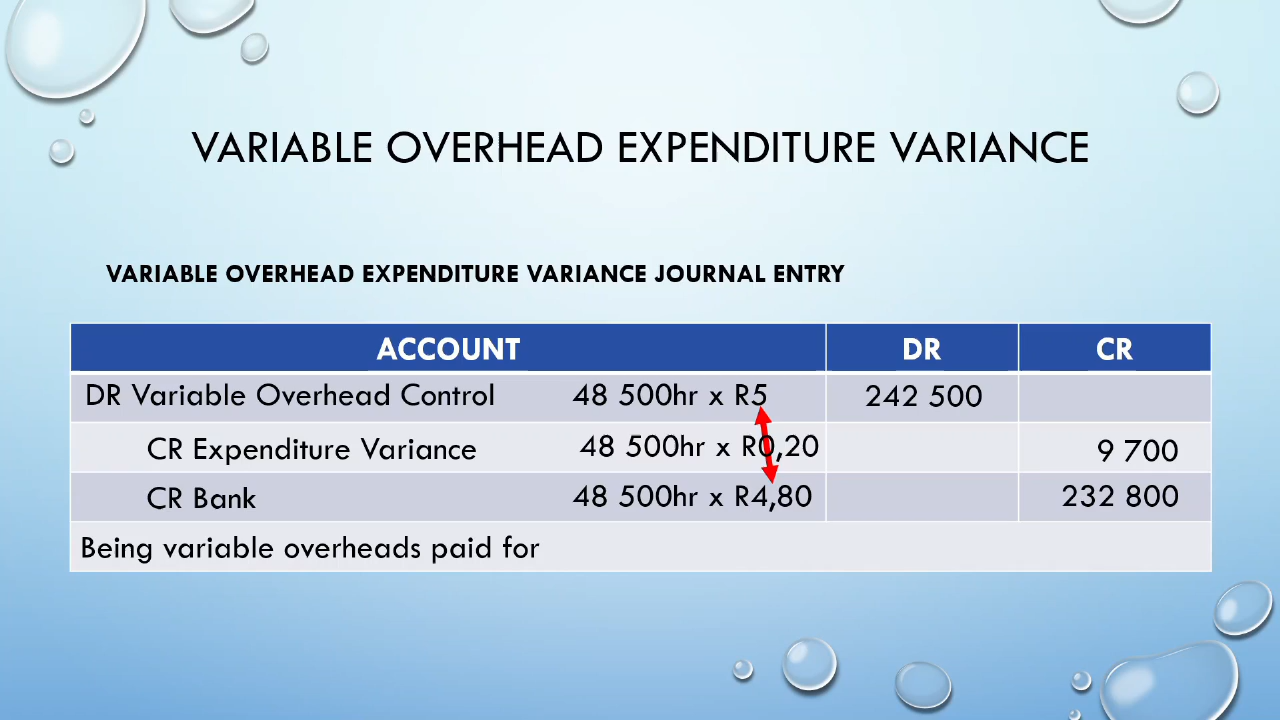 VARIABLE OVERHEAD EXPENDITURE VARIANCE
VARIABLE OVERHEAD EXPENDITURE VARIANCE JOURNAL ENTRY
ACCOUNT DR CR
DR Variable Overhead Control 48 500hr x R5 242 500
CR Expenditure Variance 48 500hr x R0,20 9 700
CR Bank 48 500hr x R4,80 232 800
Being variable overheads paid for